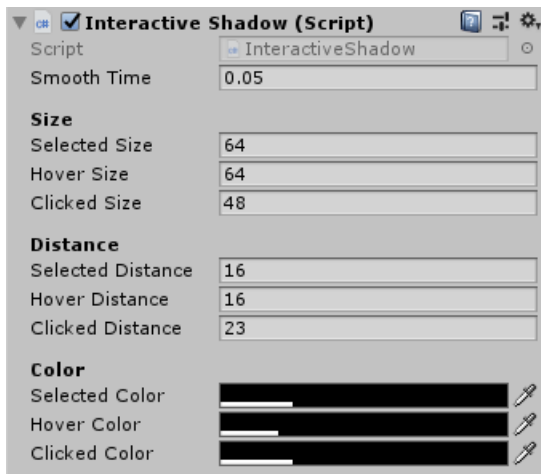 Interactive Shadow (Script)
Script InteractiveShadow
Smooth Time 0.05
Size
Selected Size 64
Hover Size 64
Clicked Size 48
Distance
Selected Distance 16
Hover Distance 16
Clicked Distance 23
Color
Selected Color
Hover Color
Clicked Color